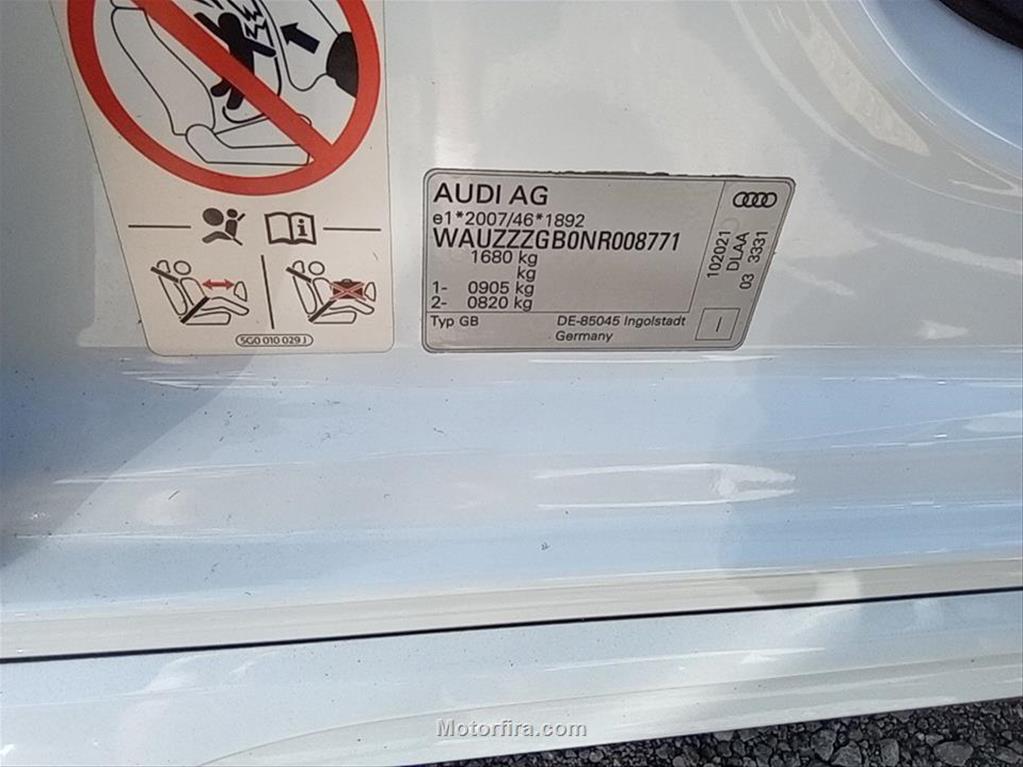 AUDI AG
e1*2007/46*1892
WAUZZZGB0NR008771
1680 kg
kg
1- 0905 kg
2- 0820 kg
Typ GB
DE-85045 Ingolstadt
Germany
102021
DLAA
03 3331
I
5G0 010 029 J
Motorfira.com